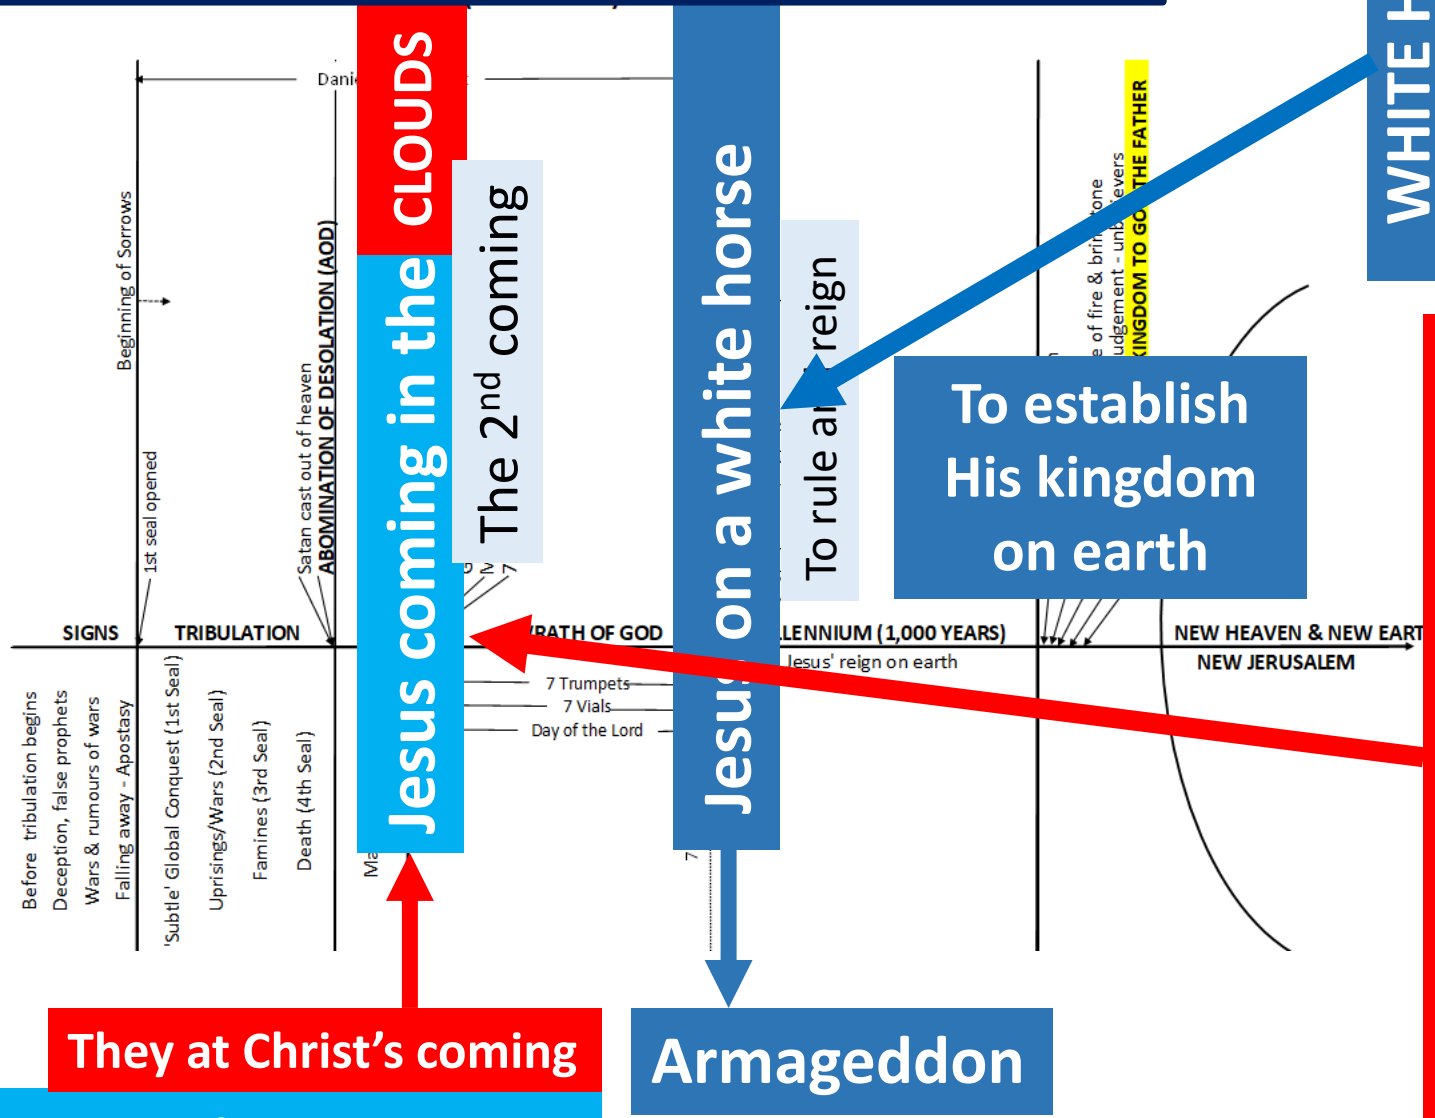 CLOUDS
Jesus coming in the
The 2nd coming
Jesus on a white horse
To rule reign
WHITE
To establish
His kingdom
on earth
Beginning of Sorrows
1st seal opened
Satan cast out of heaven
ABOMINATION OF DESOLATION (AOD)
of fire &
unbelievers
KINGDOM TO THE FATHER
SIGNS
TRIBULATION
OF GOD
(1,000 YEARS)
NEW HEAVEN & NEW
NEW JERUSALEM
Jesus' reign on earth
7 Trumpets
7 Vials
Day of the Lord
Before tribulation begins
Deception, false prophets
Wars & rumours of wars
Falling away - Apostasy
'Subtle' Global Conquest (1st Seal)
Uprisings/Wars (2nd Seal)
Famines (3rd Seal)
Death (4th Seal)
7
They at Christ’s coming
Armageddon